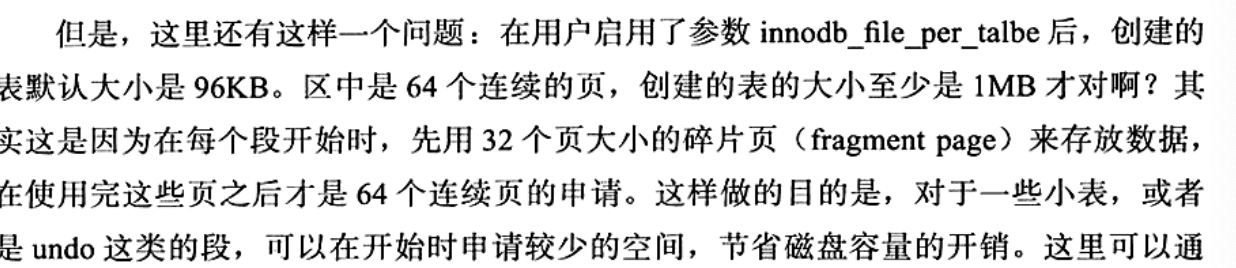 但是，这里还有这样一个问题：在用户启用了参数 innodb_file_per_talbe 后，创建的
表默认大小是 96KB。区中是 64 个连续的页，创建的表的大小至少是 1MB 才对啊？其
实这是因为在每个段开始时，先用 32 个页大小的碎片页（fragment page）来存放数据，
在使用完这些页之后才是 64 个连续页的申请。这样做的目的是，对于一些小表，或者
是 undo 这类的段，可以在开始时申请较少的空间，节省磁盘容量的开销。这里可以通